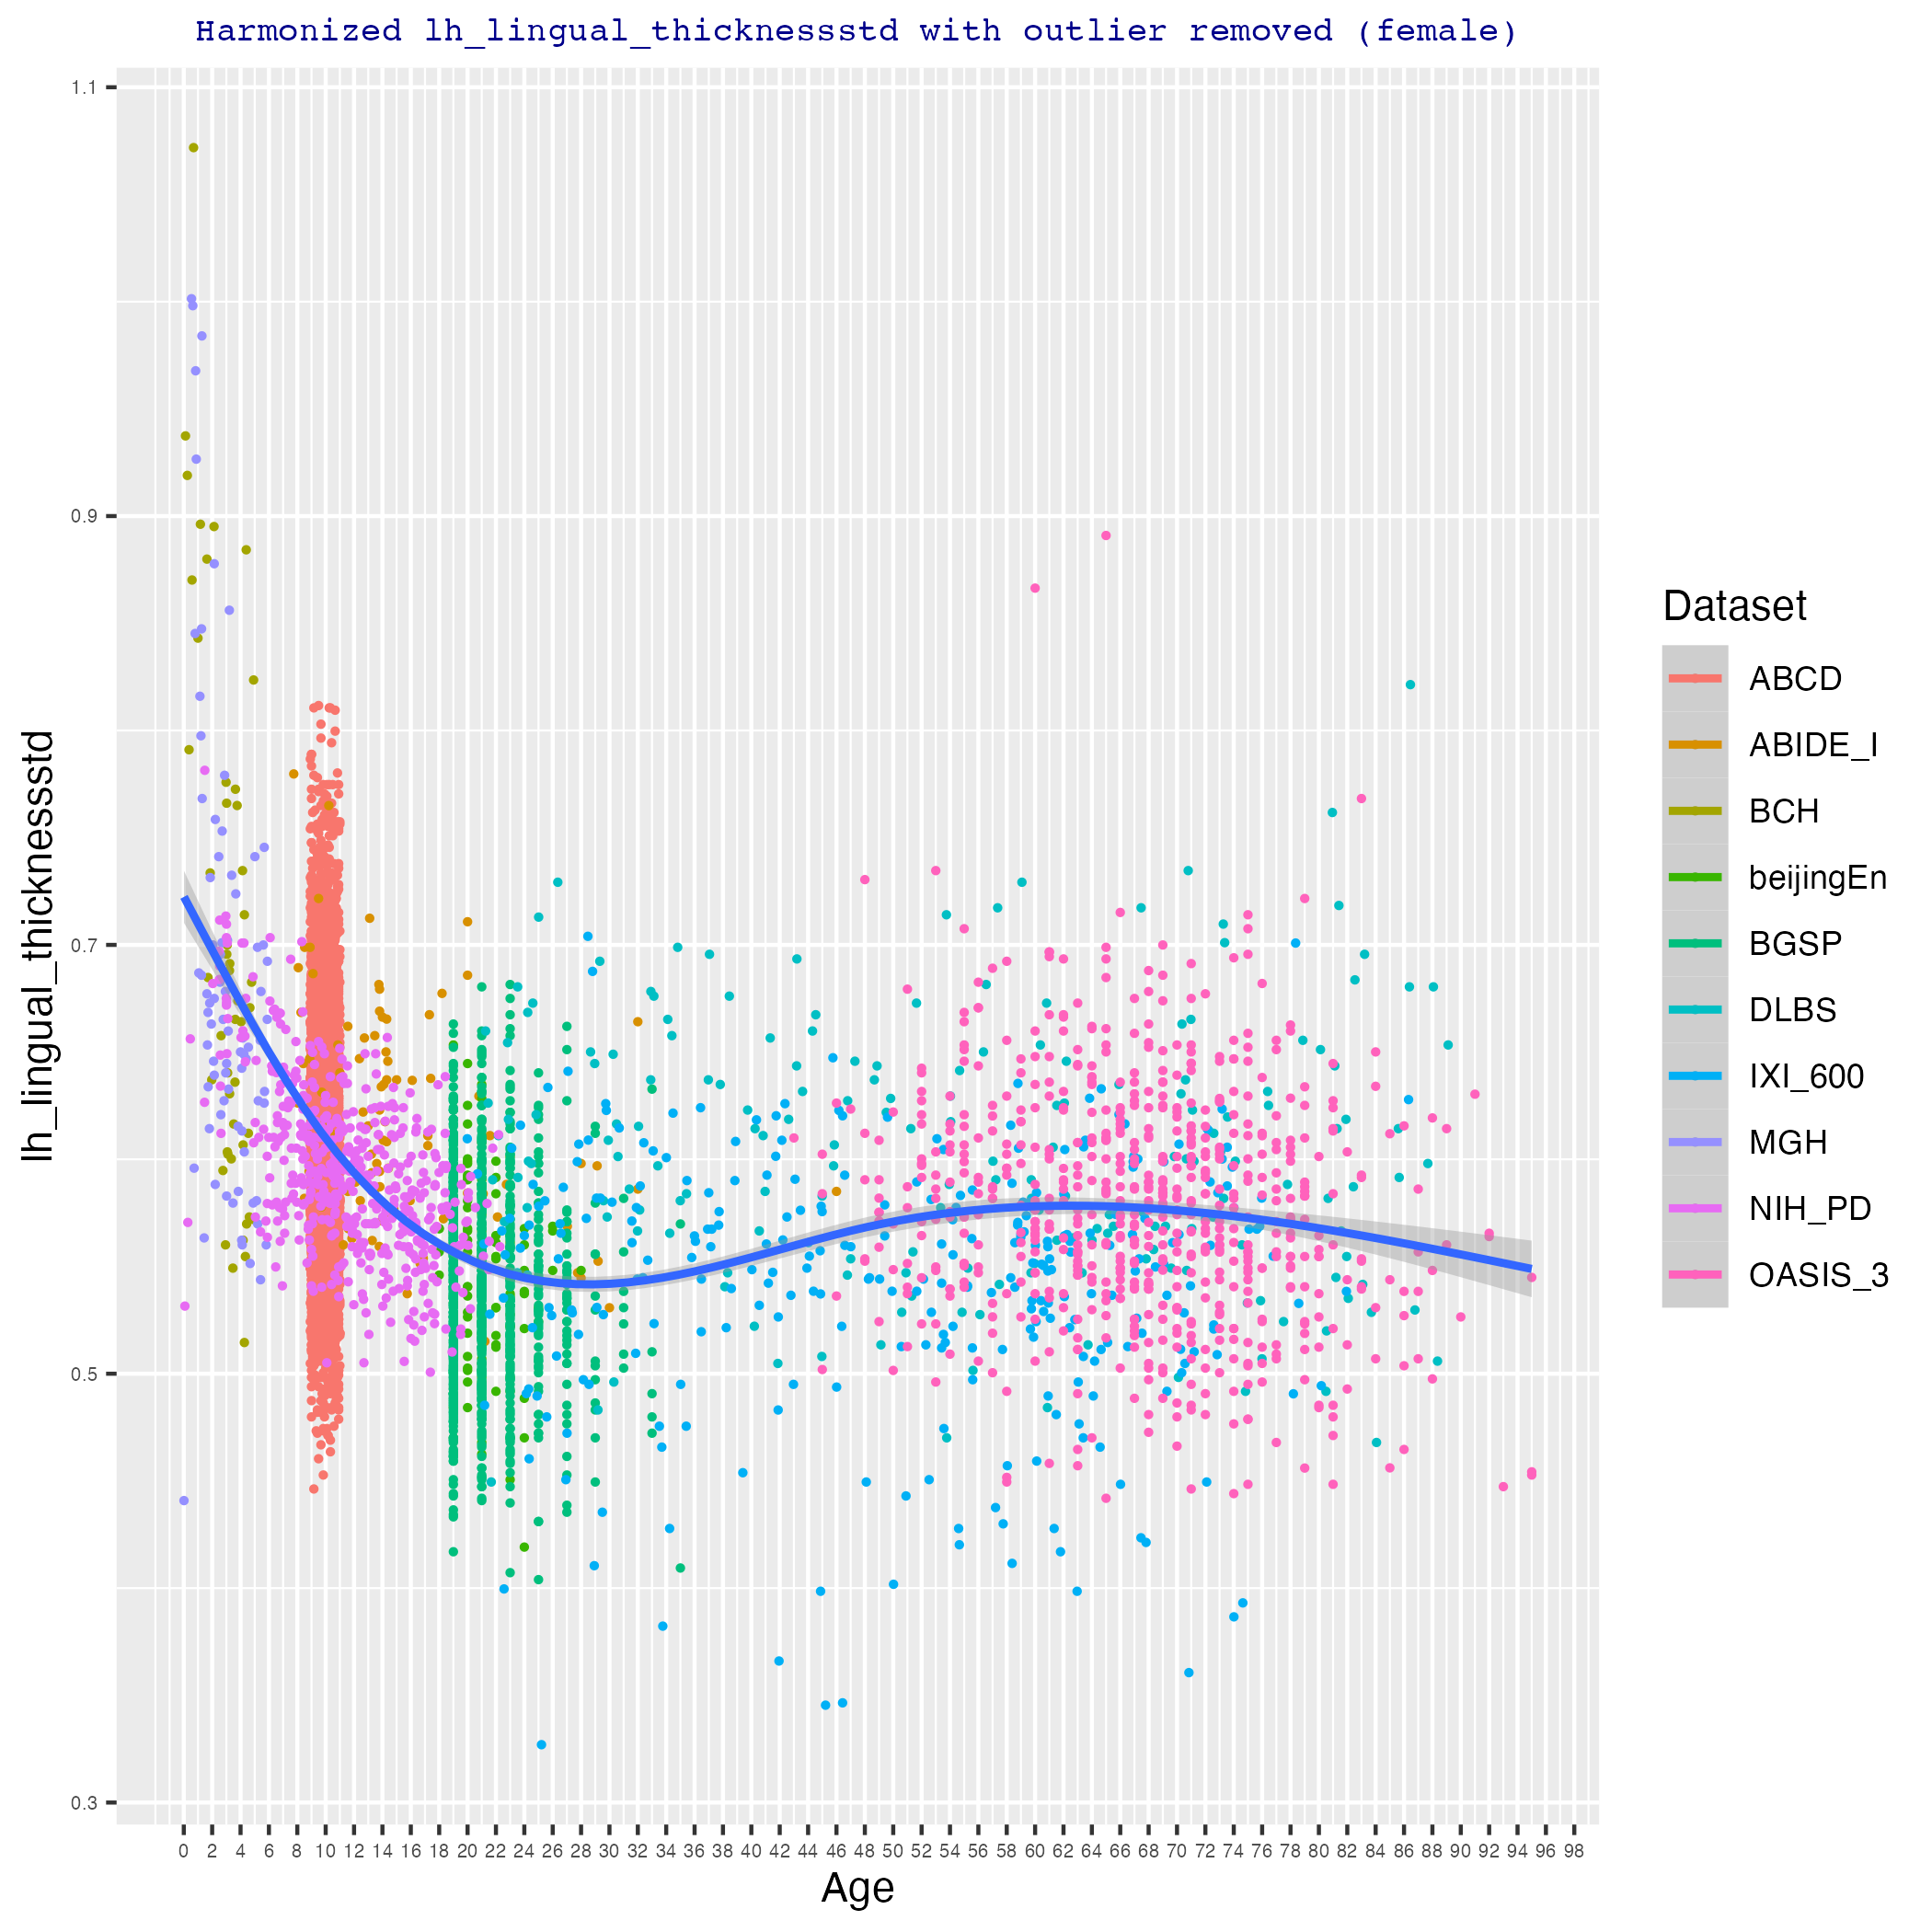 Harmonized lh_lingual_thicknessstd with outlier removed (female)
1.1
0.9
0.7
0.5
0.3
lh_lingual_thicknessstd
0 2 4 6 8 10 12 14 16 18 20 22 24 26 28 30 32 34 36 38 40 42 44 46 48 50 52 54 56 58 60 62 64 66 68 70 72 74 76 78 80 82 84 86 88 90 92 94 96 98
Age
Dataset
ABCD
ABIDE_I
BCH
beijingEn
BGSP
DLBS
IXI_600
MGH
NIH_PD
OASIS_3